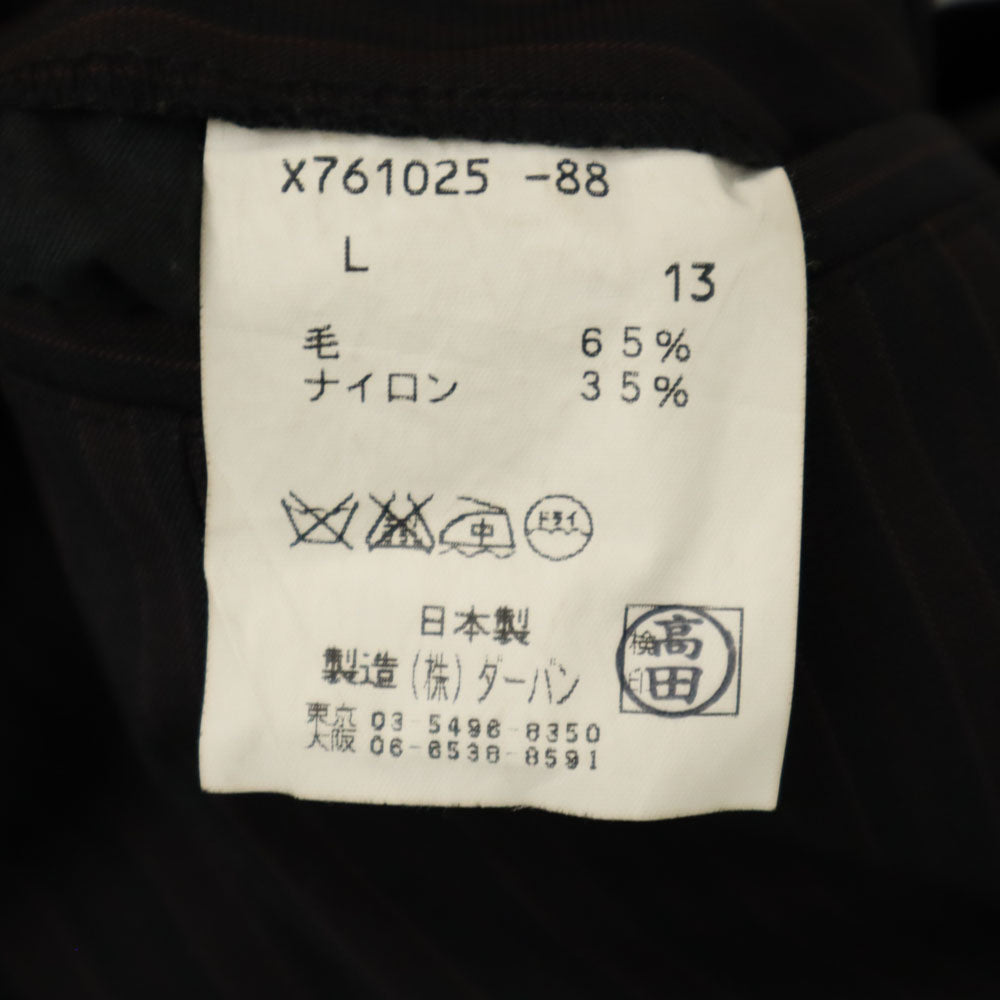 X761025 -88
L
13
毛 65%
ナイロン 35%
中 ドライ
日本製
製造 (株) ダーバン
東京 03-5496-8350
大阪 06-6538-8591
検印
高田